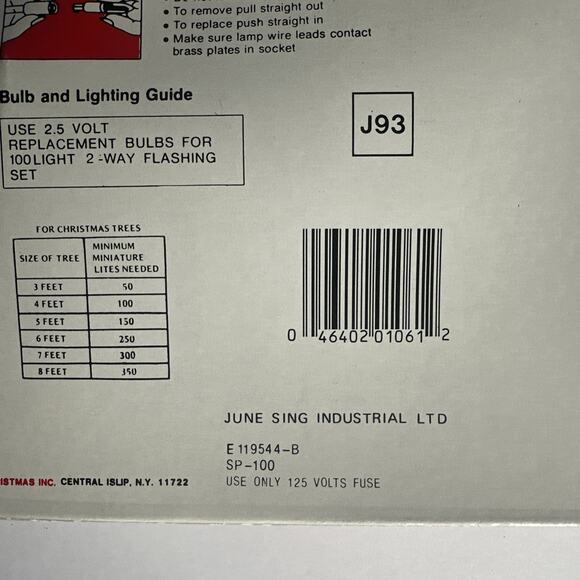 • To remove pull straight out
• To replace push straight in
• Make sure lamp wire leads contact
brass plates in socket
Bulb and Lighting Guide
USE 2.5 VOLT
REPLACEMENT BULBS FOR
100 LIGHT 2-WAY FLASHING
SET
J93
FOR CHRISTMAS TREES
SIZE OF TREE MINIMUM
MINIATURE
LITES NEEDED
3 FEET 50
4 FEET 100
5 FEET 150
6 FEET 250
7 FEET 300
8 FEET 350
0 46402 01061 2
JUNE SING INDUSTRIAL LTD
E 119544-B
SP-100
USE ONLY 125 VOLTS FUSE
ISTMAS INC. CENTRAL ISLIP, N.Y. 11722